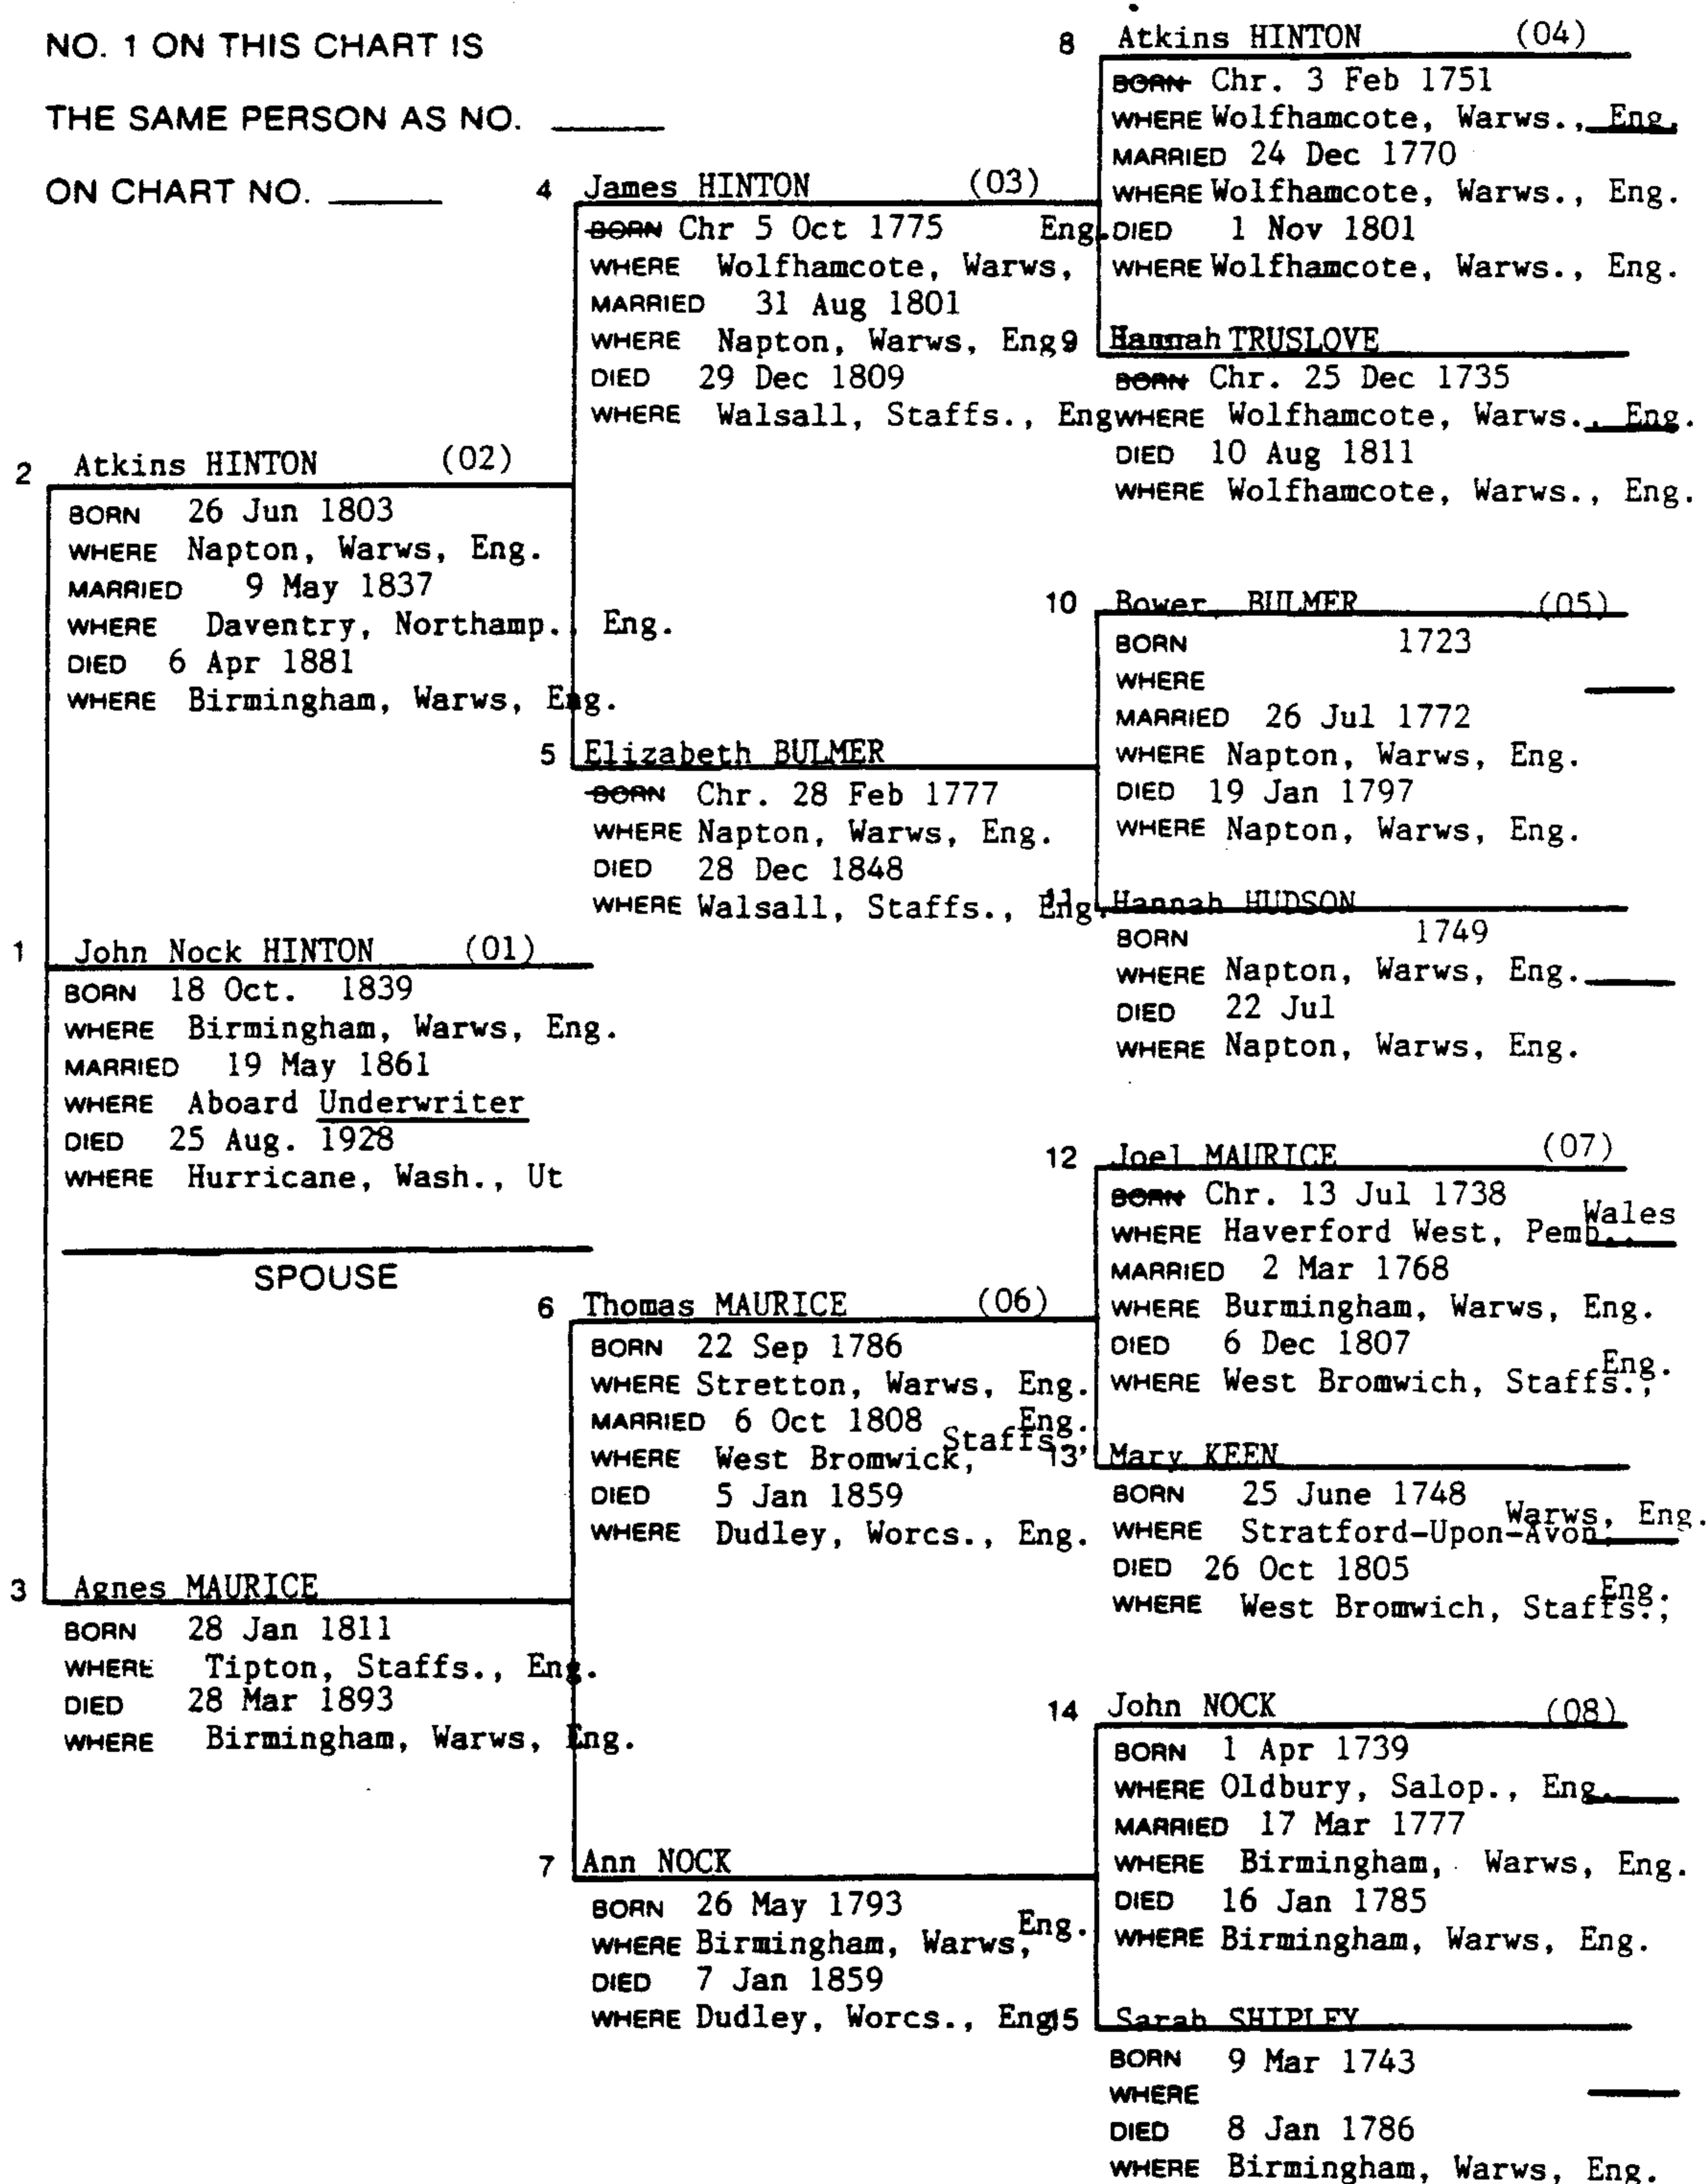 NO. 1 ON THIS CHART IS
THE SAME PERSON AS NO. ______
ON CHART NO. ______
8 Atkins HINTON (04)
BORN Chr. 3 Feb 1751
WHERE Wolfhamcote, Warws., Eng.
MARRIED 24 Dec 1770
WHERE Wolfhamcote, Warws., Eng.
DIED 1 Nov 1801
WHERE Wolfhamcote, Warws., Eng.
4 James HINTON (03)
BORN Chr 5 Oct 1775 Eng.
WHERE Wolfhamcote, Warws,
MARRIED 31 Aug 1801
WHERE Napton, Warws, Eng
DIED 29 Dec 1809
WHERE Walsall, Staffs., Eng
9 Hannah TRUSLOVE
BORN Chr. 25 Dec 1735
WHERE Wolfhamcote, Warws., Eng.
DIED 10 Aug 1811
WHERE Wolfhamcote, Warws., Eng.
2 Atkins HINTON (02)
BORN 26 Jun 1803
WHERE Napton, Warws, Eng.
MARRIED 9 May 1837
WHERE Daventry, Northamp., Eng.
DIED 6 Apr 1881
WHERE Birmingham, Warws, Eng.
10 Bower BULMER (05)
BORN 1723
WHERE
MARRIED 26 Jul 1772
WHERE Napton, Warws, Eng.
DIED 19 Jan 1797
WHERE Napton, Warws, Eng.
5 Elizabeth BULMER
BORN Chr. 28 Feb 1777
WHERE Napton, Warws, Eng.
DIED 28 Dec 1848
WHERE Walsall, Staffs., Eng.
11 Hannah HUDSON
BORN 1749
WHERE Napton, Warws, Eng.
DIED 22 Jul
WHERE Napton, Warws, Eng.
1 John Nock HINTON (01)
BORN 18 Oct. 1839
WHERE Birmingham, Warws, Eng.
MARRIED 19 May 1861
WHERE Aboard Underwriter
DIED 25 Aug. 1928
WHERE Hurricane, Wash., Ut
SPOUSE
12 Joel MAURICE (07)
BORN Chr. 13 Jul 1738
WHERE Haverford West, Pemb., Wales
MARRIED 2 Mar 1768
WHERE Burmingham, Warws, Eng.
DIED 6 Dec 1807
WHERE West Bromwich, Staffs., Eng.
6 Thomas MAURICE (06)
BORN 22 Sep 1786
WHERE Stretton, Warws, Eng.
MARRIED 6 Oct 1808
WHERE West Bromwick, Staffs., Eng.
DIED 5 Jan 1859
WHERE Dudley, Worcs., Eng.
13 Mary KEEN
BORN 25 June 1748
WHERE Stratford-Upon-Avon, Warws, Eng.
DIED 26 Oct 1805
WHERE West Bromwich, Staffs., Eng.
3 Agnes MAURICE
BORN 28 Jan 1811
WHERE Tipton, Staffs., Eng.
DIED 28 Mar 1893
WHERE Birmingham, Warws, Eng.
14 John NOCK (08)
BORN 1 Apr 1739
WHERE Oldbury, Salop., Eng.
MARRIED 17 Mar 1777
WHERE Birmingham, Warws, Eng.
DIED 16 Jan 1785
WHERE Birmingham, Warws, Eng.
7 Ann NOCK
BORN 26 May 1793
WHERE Birmingham, Warws, Eng.
DIED 7 Jan 1859
WHERE Dudley, Worcs., Eng
15 Sarah SHIPLEY
BORN 9 Mar 1743
WHERE
DIED 8 Jan 1786
WHERE Birmingham, Warws, Eng.